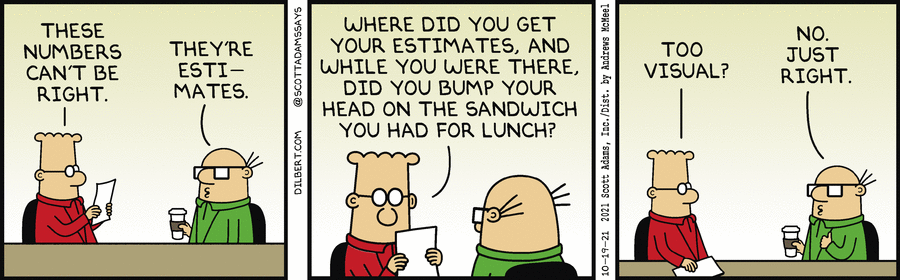 THESE
NUMBERS
CAN'T BE
RIGHT.
THEY'RE
ESTI-
MATES.
DILBERT.COM @SCOTTADAMSSAYS
WHERE DID YOU GET
YOUR ESTIMATES, AND
WHILE YOU WERE THERE,
DID YOU BUMP YOUR
HEAD ON THE SANDWICH
YOU HAD FOR LUNCH?
10-19-21 2021 Scott Adams, Inc./Dist. by Andrews McMeel
TOO
VISUAL?
NO.
JUST
RIGHT.